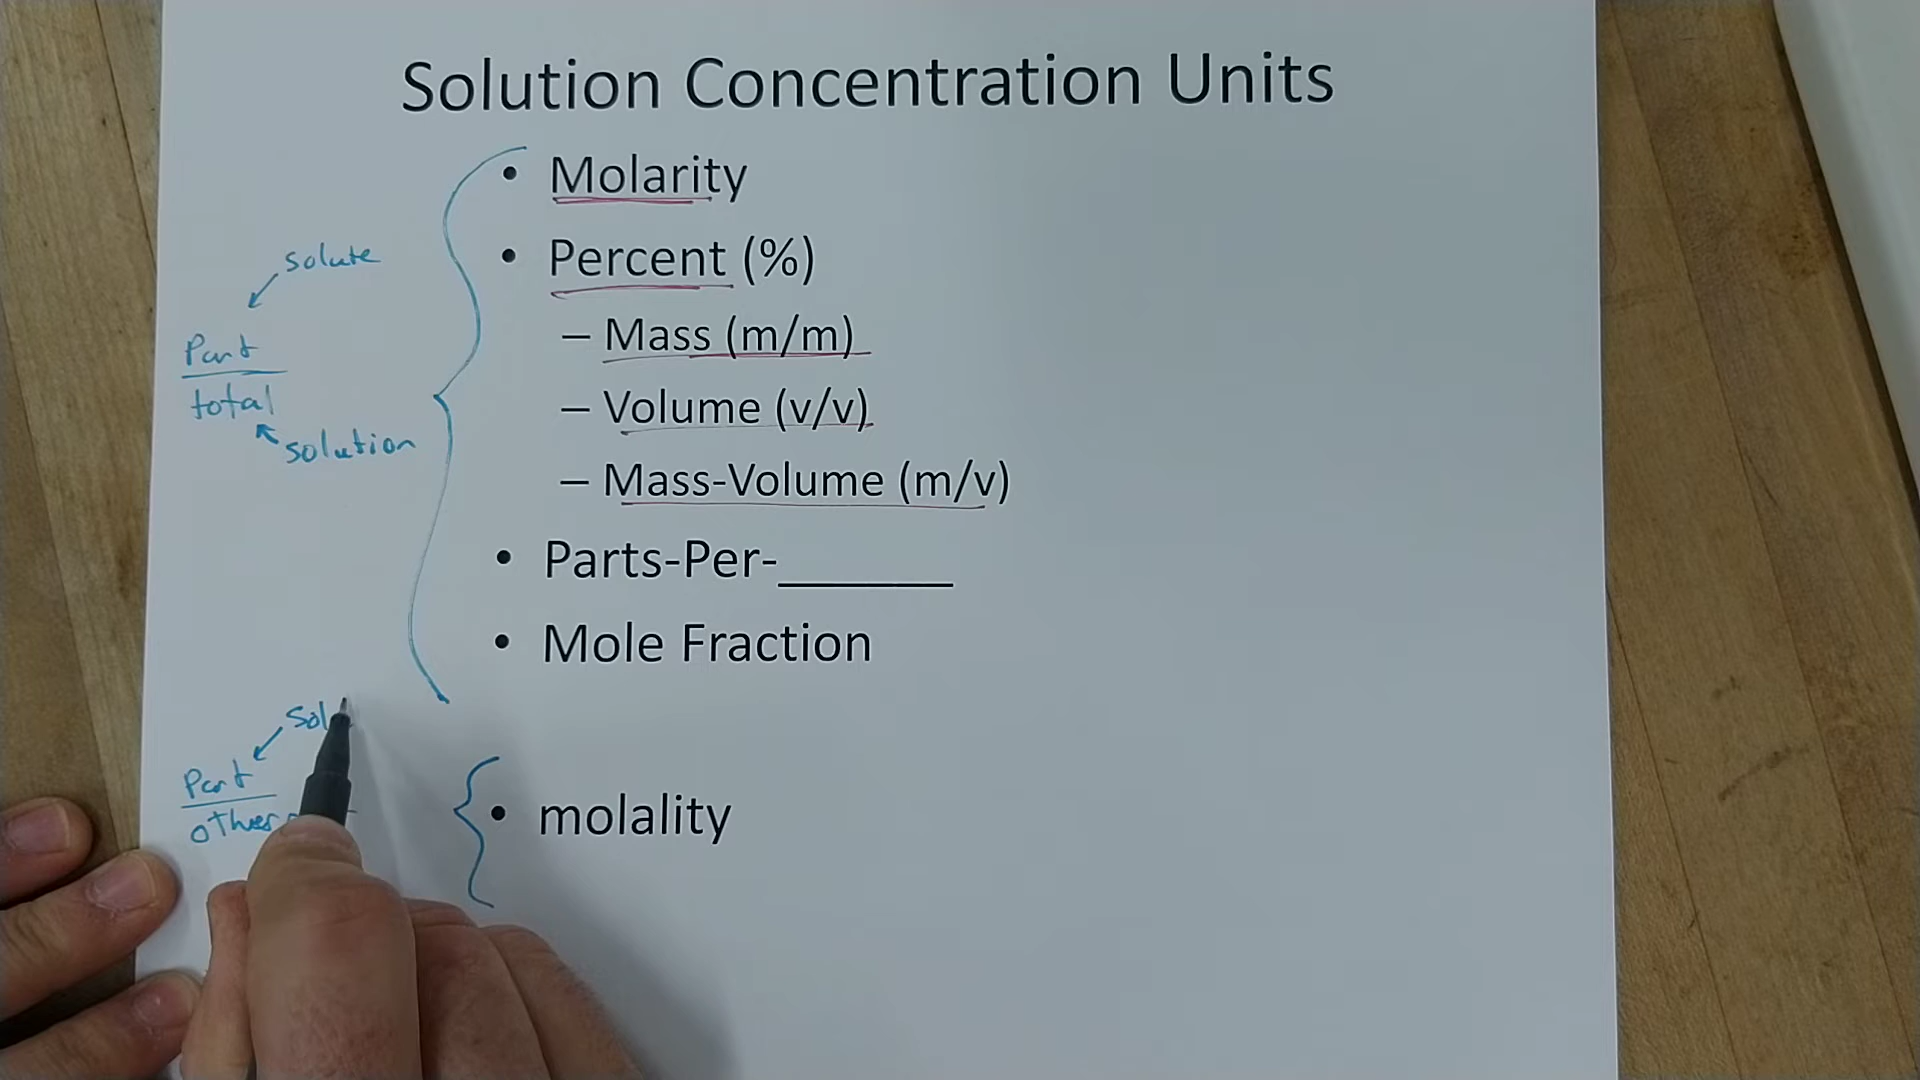 Solution Concentration Units
• Molarity
• Percent (%)
– Mass (m/m)
– Volume (v/v)
– Mass-Volume (m/v)
• Parts-Per-_______
• Mole Fraction
• molality
solute
Part
total
solution
Part
other